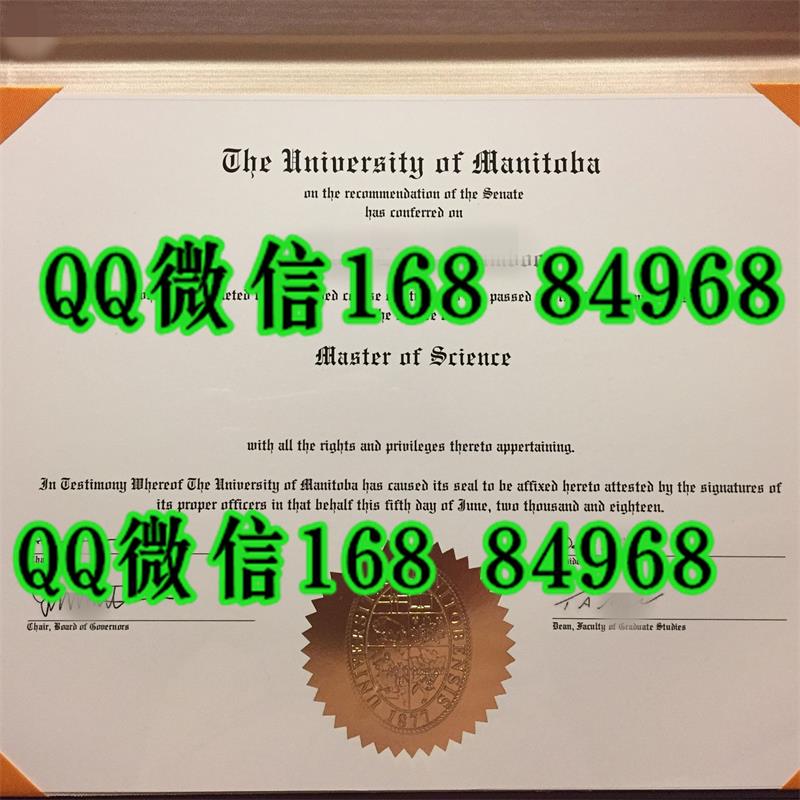 The University of Manitoba
on the recommendation of the Senate
has conferred on
QQ微信168 84968
passed
Master of Science
with all the rights and privileges thereto appertaining.
In Testimony Whereof The University of Manitoba has caused its seal to be affixed hereto attested by the signatures of
its proper officers in that behalf this fifth day of June, two thousand and eighteen.
QQ微信168 84968
Chair, Board of Governors
Dean, Faculty of Graduate Studies
1877